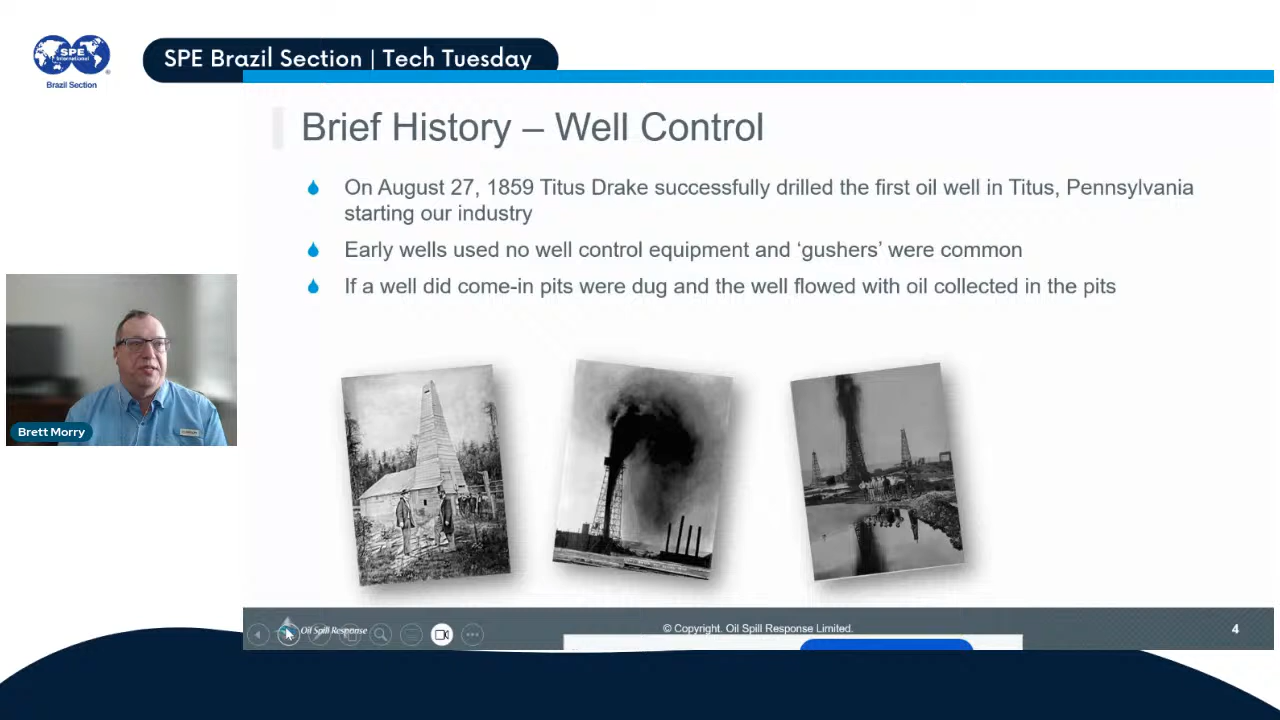 SPE
International
Brazil Section
SPE Brazil Section | Tech Tuesday
Brief History – Well Control
On August 27, 1859 Titus Drake successfully drilled the first oil well in Titus, Pennsylvania
starting our industry
Early wells used no well control equipment and ‘gushers’ were common
If a well did come-in pits were dug and the well flowed with oil collected in the pits
Brett Morry
Oil Spill Response
© Copyright. Oil Spill Response Limited.
4